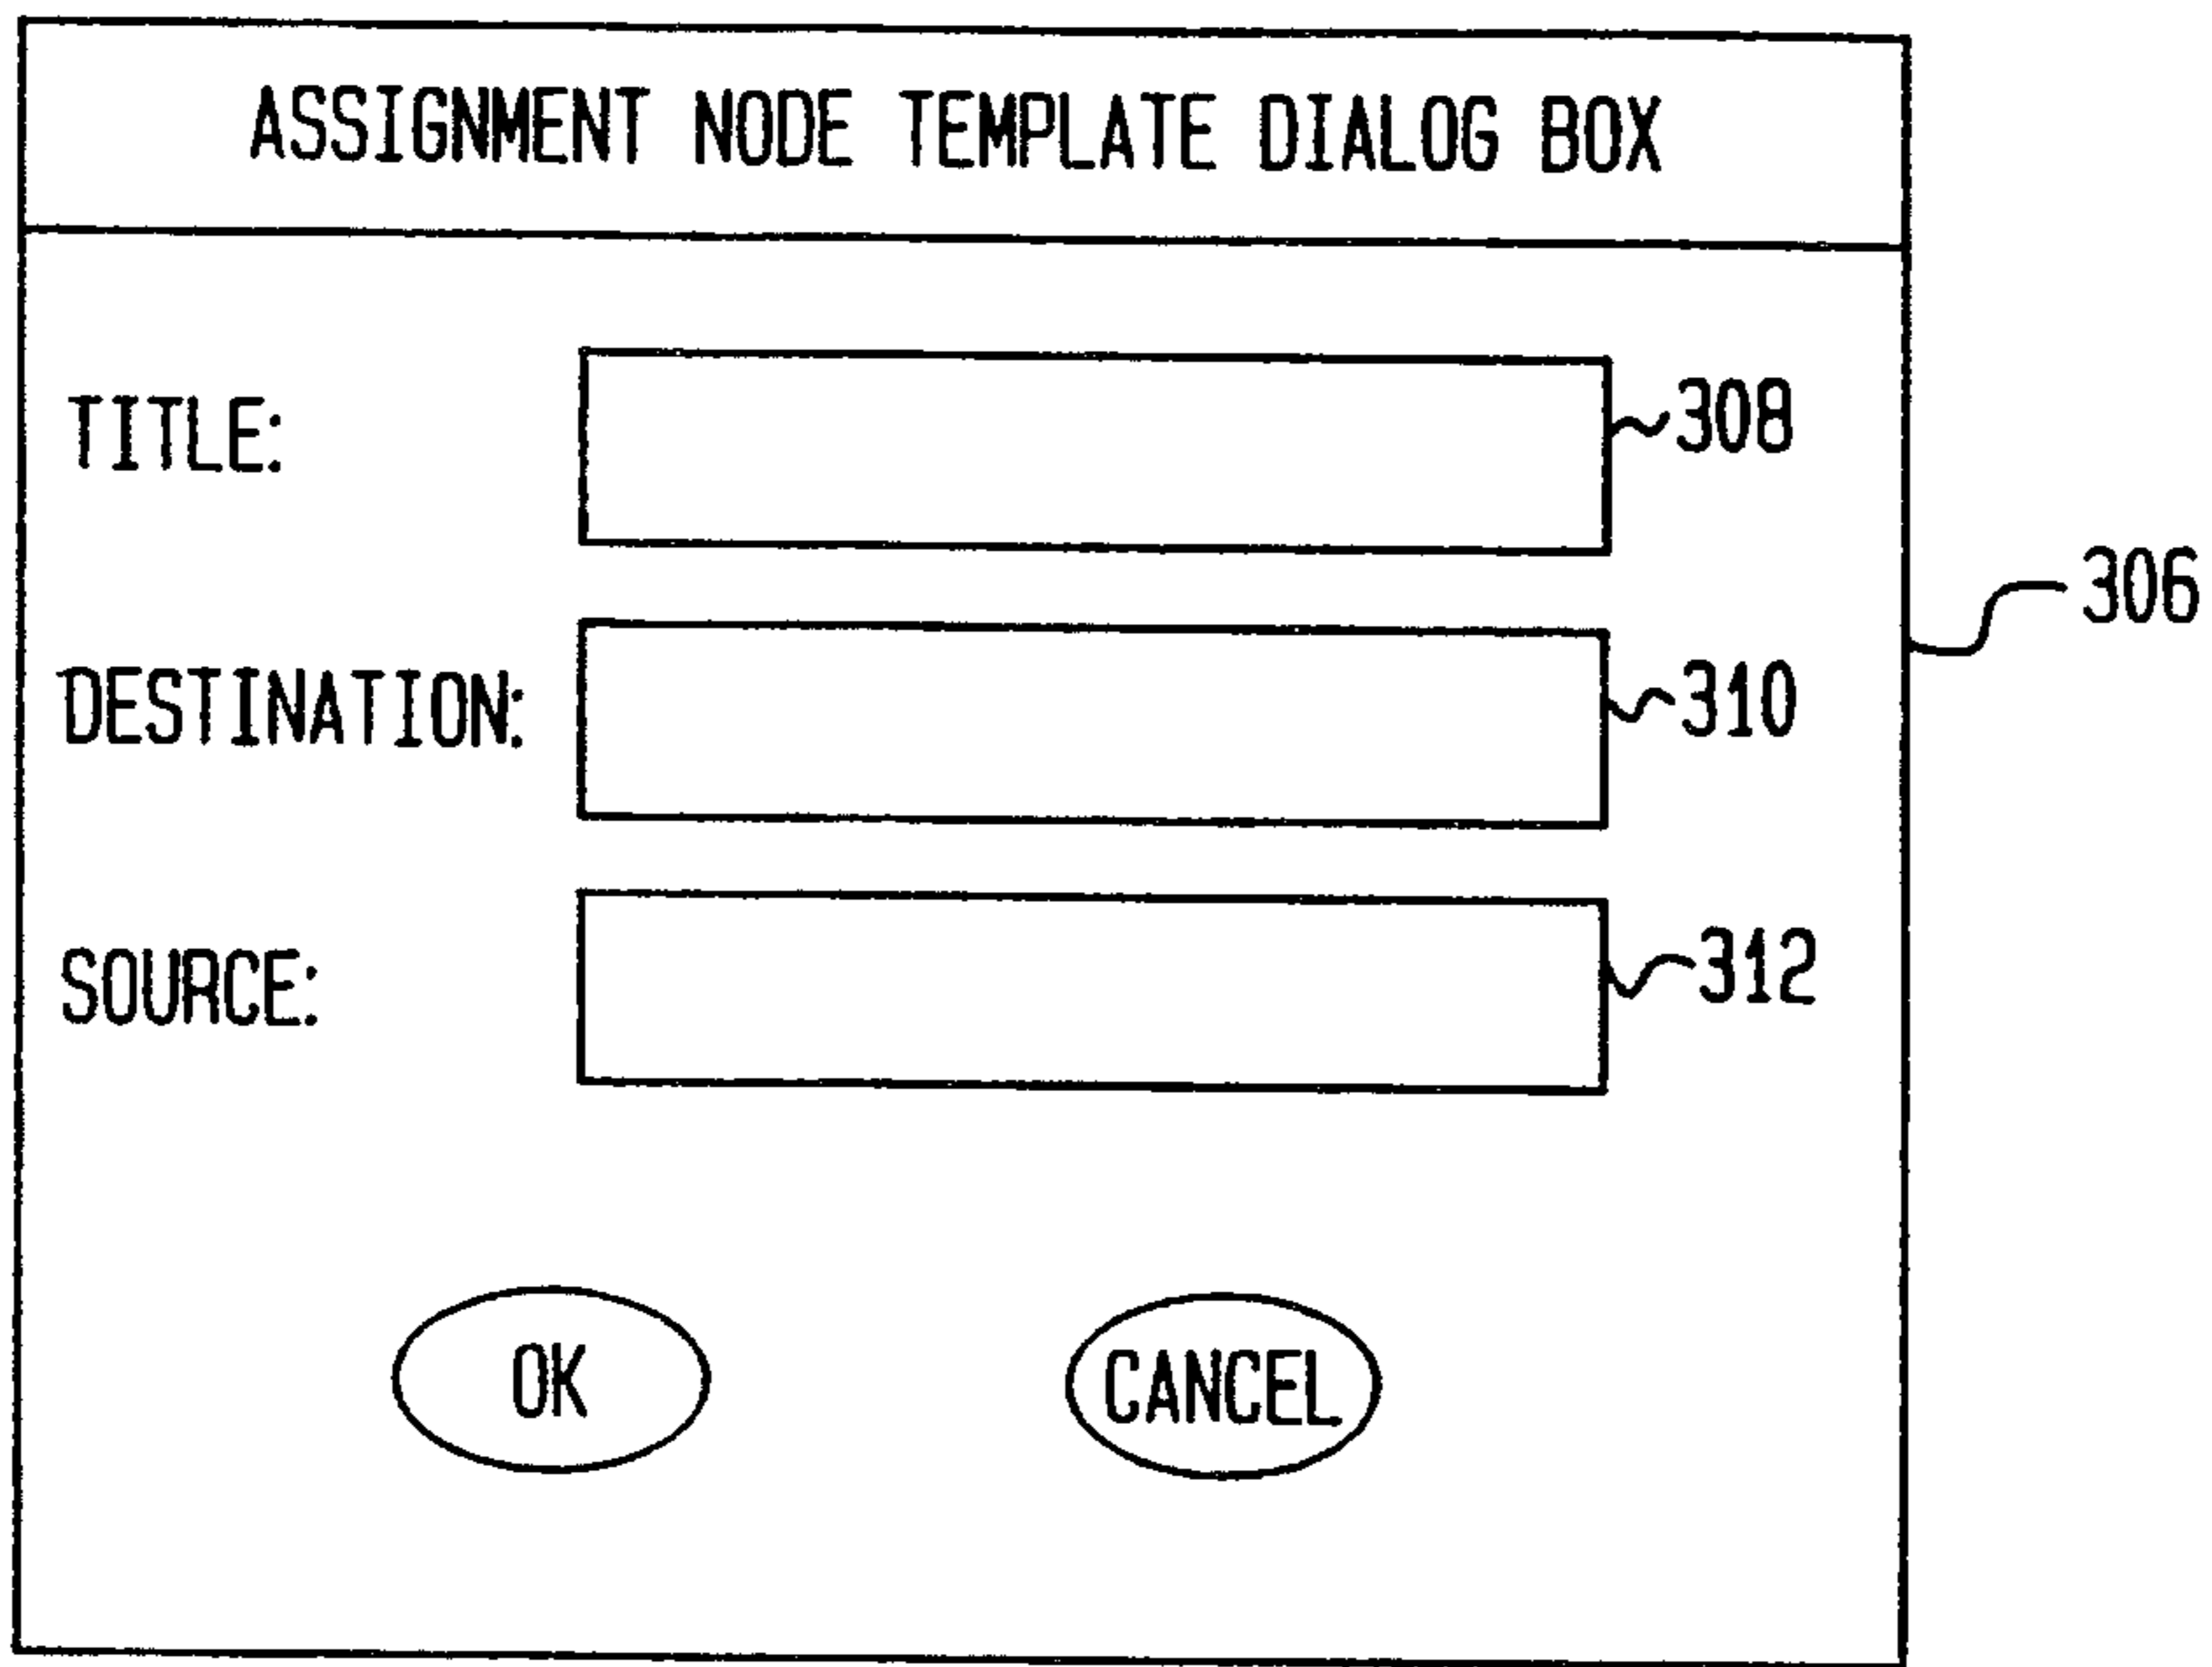 ASSIGNMENT NODE TEMPLATE DIALOG BOX
TITLE:
308
306
DESTINATION:
310
SOURCE:
312
OK
CANCEL